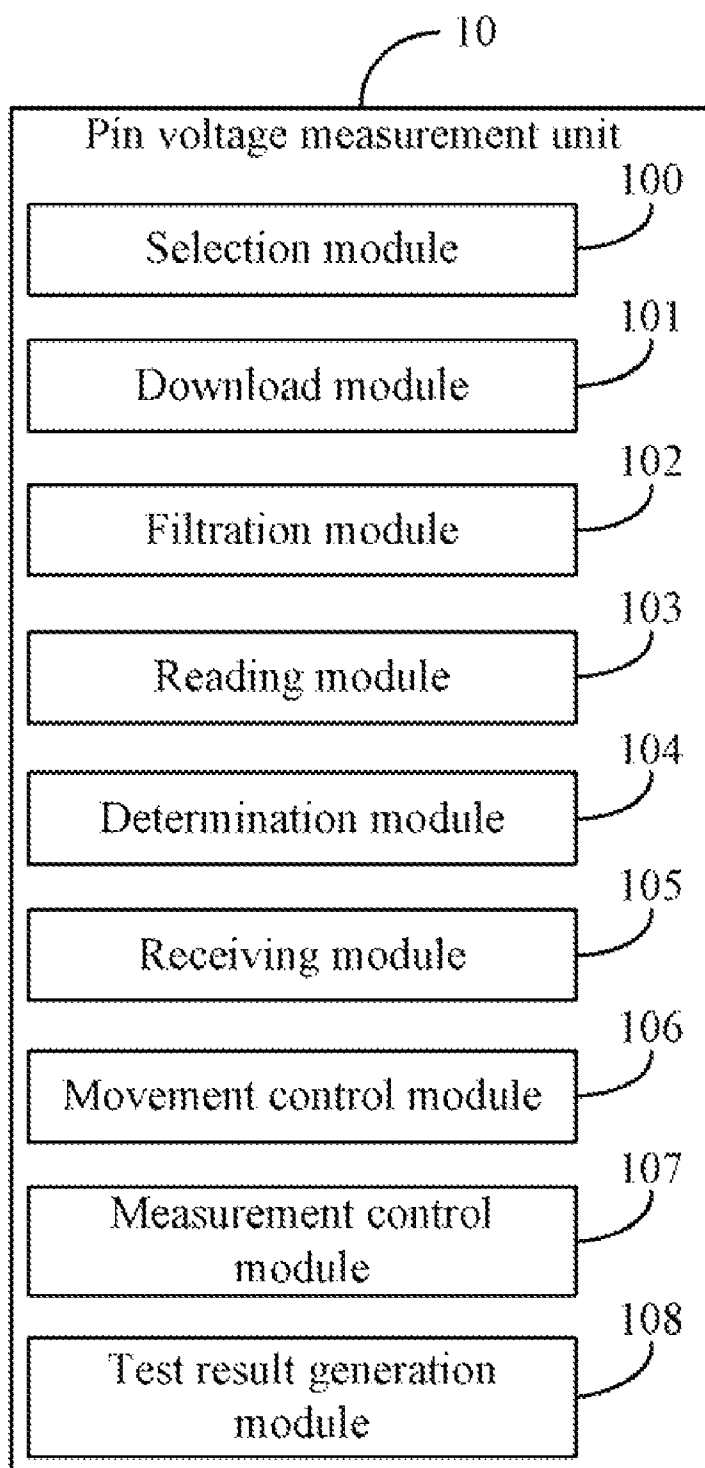 10
Pin voltage measurement unit
100
Selection module
101
Download module
102
Filtration module
103
Reading module
104
Determination module
105
Receiving module
106
Movement control module
107
Measurement control
module
108
Test result generation
module